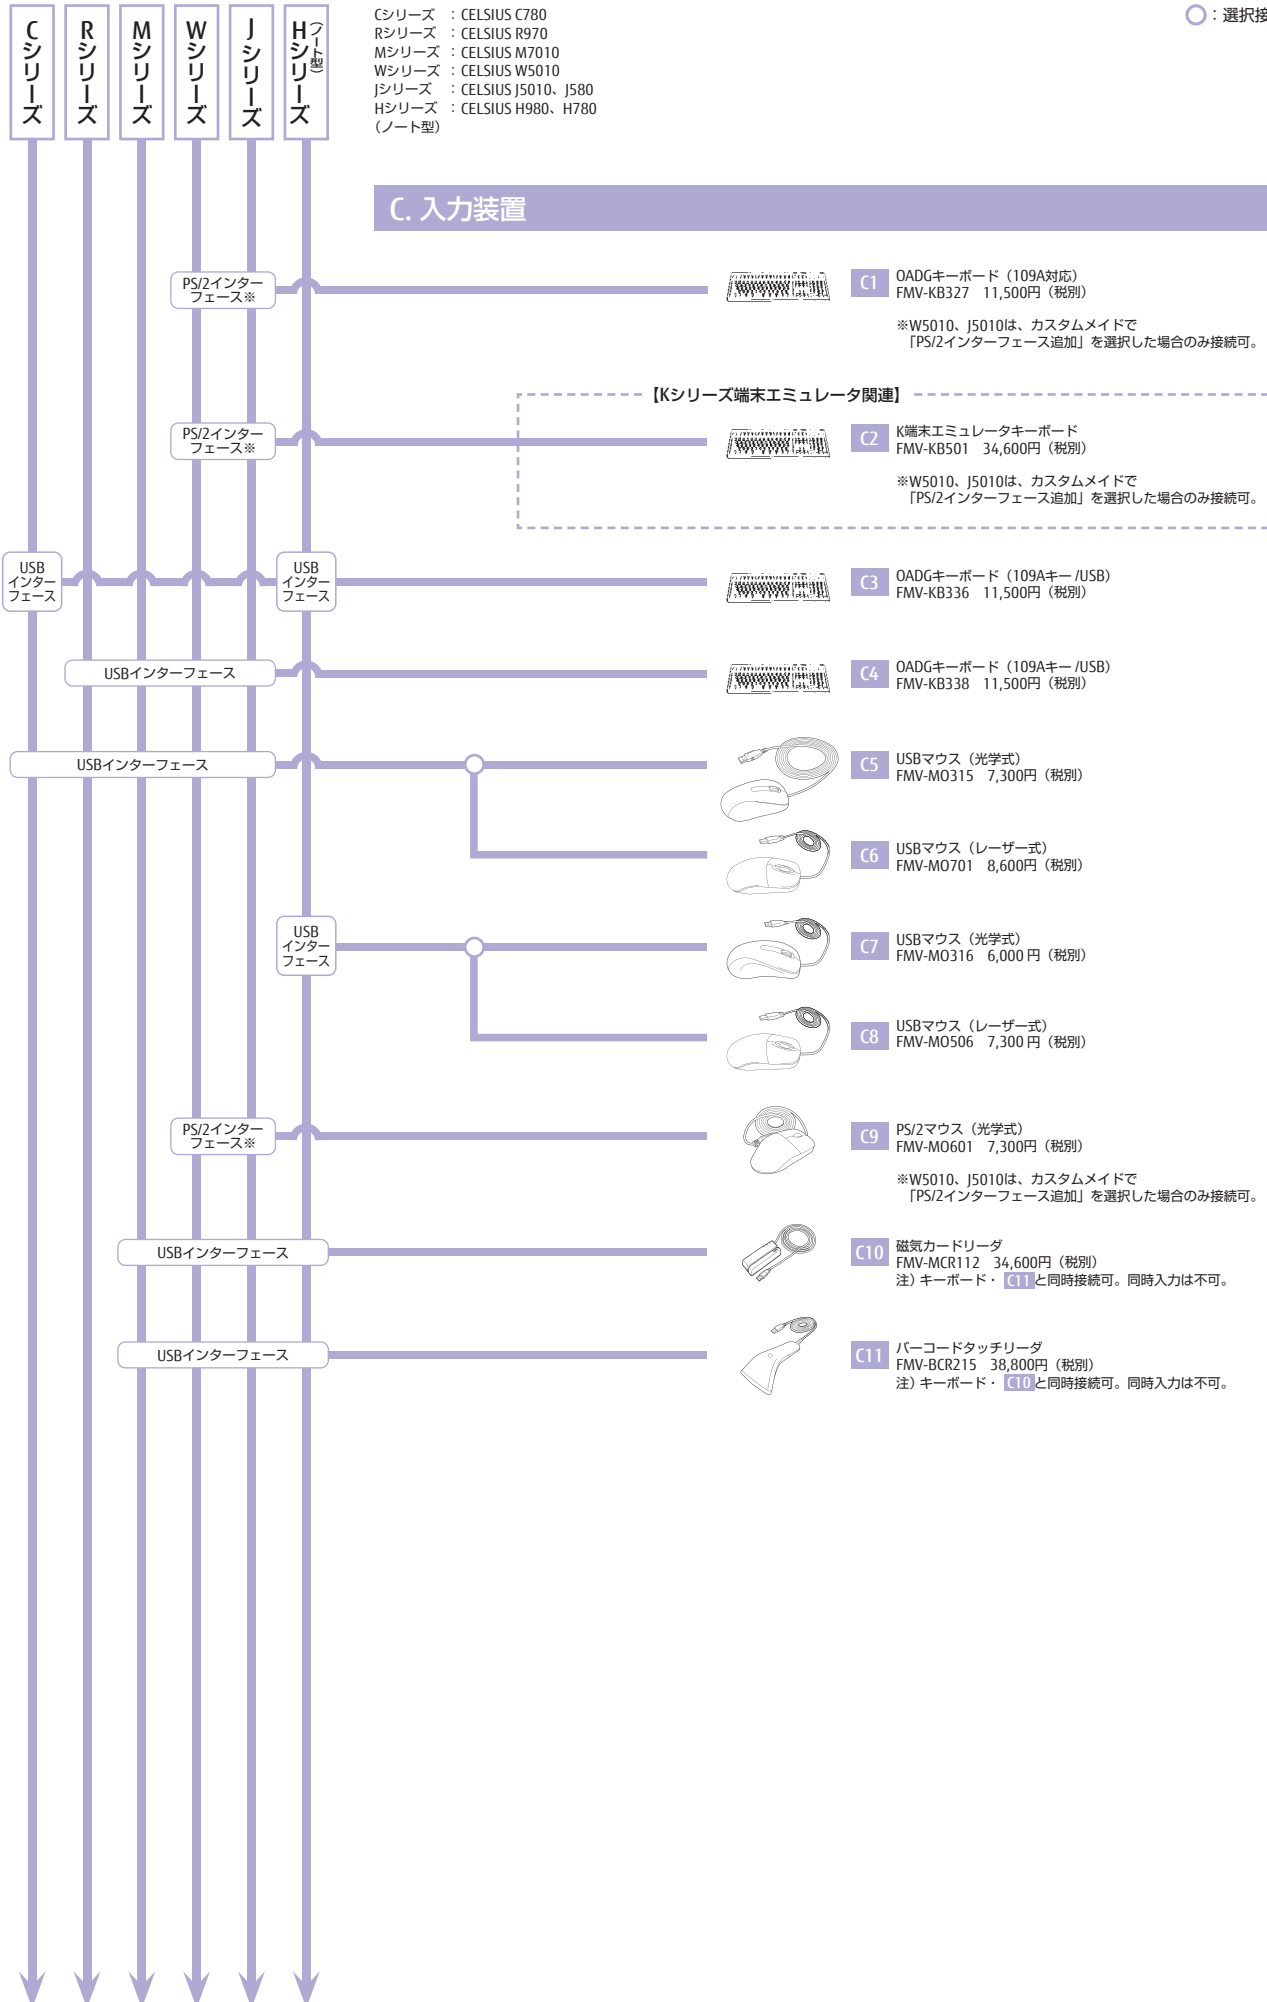 Cシリーズ
Rシリーズ
Mシリーズ
Wシリーズ
Jシリーズ
Hシリーズ
（ノート型）
Cシリーズ ：CELSIUS C780
Rシリーズ ：CELSIUS R970
Mシリーズ ：CELSIUS M7010
Wシリーズ ：CELSIUS W5010
Jシリーズ ：CELSIUS J5010、J580
Hシリーズ ：CELSIUS H980、H780
（ノート型）
：選択接
C. 入力装置
PS/2インター
フェース※
C1
OADGキーボード（109A対応）
FMV-KB327 11,500円（税別）
※W5010、J5010は、カスタムメイドで
「PS/2インターフェース追加」を選択した場合のみ接続可。
【Kシリーズ端末エミュレータ関連】
PS/2インター
フェース※
C2
K端末エミュレータキーボード
FMV-KB501 34,600円（税別）
※W5010、J5010は、カスタムメイドで
「PS/2インターフェース追加」を選択した場合のみ接続可。
USB
インター
フェース
USB
インター
フェース
C3
OADGキーボード（109Aキー /USB）
FMV-KB336 11,500円（税別）
USBインターフェース
C4
OADGキーボード（109Aキー /USB）
FMV-KB338 11,500円（税別）
USBインターフェース
C5
USBマウス（光学式）
FMV-MO315 7,300円（税別）
C6
USBマウス（レーザー式）
FMV-MO701 8,600円（税別）
USB
インター
フェース
C7
USBマウス（光学式）
FMV-MO316 6,000 円（税別）
C8
USBマウス（レーザー式）
FMV-MO506 7,300 円（税別）
PS/2インター
フェース※
C9
PS/2マウス（光学式）
FMV-MO601 7,300円（税別）
※W5010、J5010は、カスタムメイドで
「PS/2インターフェース追加」を選択した場合のみ接続可。
USBインターフェース
C10
磁気カードリーダ
FMV-MCR112 34,600円（税別）
注）キーボード・ C11 と同時接続可。同時入力は不可。
USBインターフェース
C11
バーコードタッチリーダ
FMV-BCR215 38,800円（税別）
注）キーボード・ C10 と同時接続可。同時入力は不可。